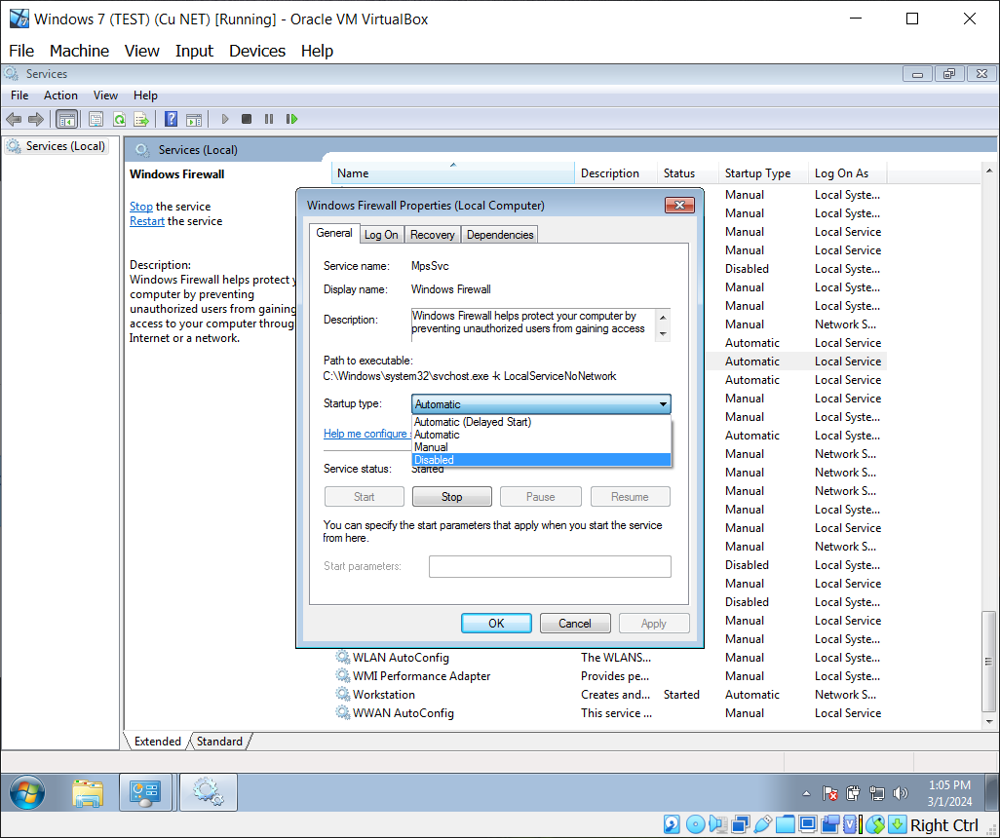 Windows 7 (TEST) (Cu NET) [Running] - Oracle VM VirtualBox
File Machine View Input Devices Help
Services
File Action View Help
Services (Local)
Services (Local)
Windows Firewall
Stop the service
Restart the service
Description:
Windows Firewall helps protect y
computer by preventing
unauthorized users from gaining
access to your computer throug
Internet or a network.
Name Description Status Startup Type Log On As
Manual Local Syste...
Manual Local Syste...
Manual Local Service
Manual Local Service
Disabled Local Syste...
Manual Local Syste...
Manual Local Syste...
Manual Network S...
Automatic Local Service
Automatic Local Service
Automatic Local Service
Manual Local Syste...
Manual Local Syste...
Automatic Local Syste...
Manual Network S...
Manual Network S...
Manual Network S...
Manual Local Syste...
Manual Local Service
Manual Network S...
Disabled Local Syste...
Manual Local Service
Disabled Local Syste...
Manual Local Service
Manual Local Syste...
WLAN AutoConfig The WLANS... Manual Local Syste...
WMI Performance Adapter Provides pe... Manual Local Syste...
Workstation Creates and... Started Automatic Network S...
WWAN AutoConfig This service ... Manual Local Service
Windows Firewall Properties (Local Computer)
General Log On Recovery Dependencies
Service name: MpsSvc
Display name: Windows Firewall
Description: Windows Firewall helps protect your computer by
preventing unauthorized users from gaining access
Path to executable:
C:\Windows\system32\svchost.exe -k LocalServiceNoNetwork
Startup type: Automatic
Automatic (Delayed Start)
Automatic
Manual
Disabled
Help me configure
Service status: Started
Start Stop Pause Resume
You can specify the start parameters that apply when you start the service
from here.
Start parameters:
OK Cancel Apply
Extended Standard
1:05 PM
3/1/2024
Right Ctrl